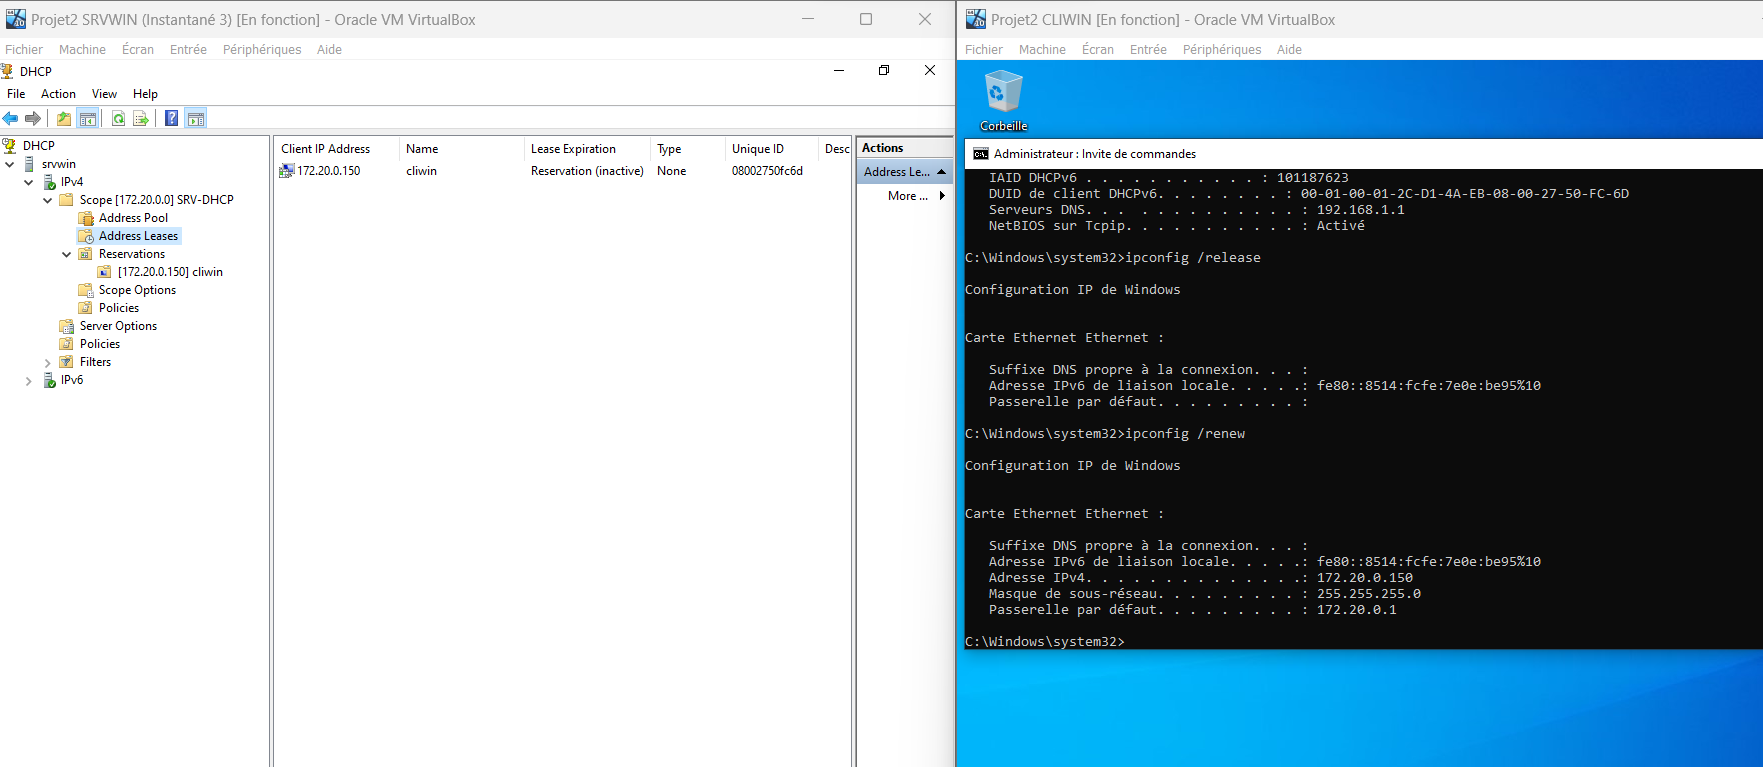 Projet2 SRVWIN (Instantané 3) [En fonction] - Oracle VM VirtualBox
Fichier Machine Écran Entrée Périphériques Aide
DHCP
File Action View Help
DHCP
srvwin
IPv4
Scope [172.20.0.0] SRV-DHCP
Address Pool
Address Leases
Reservations
[172.20.0.150] cliwin
Scope Options
Policies
Server Options
Policies
Filters
IPv6
Client IP Address Name Lease Expiration Type Unique ID Desc
172.20.0.150 cliwin Reservation (inactive) None 08002750fc6d
Actions
Address Le...
More ...
Projet2 CLIWIN [En fonction] - Oracle VM VirtualBox
Fichier Machine Écran Entrée Périphériques Aide
Corbeille
Administrateur : Invite de commandes
IAID DHCPv6 . . . . . . . . . . . : 101187623
DUID de client DHCPv6. . . . . . . . : 00-01-00-01-2C-D1-4A-EB-08-00-27-50-FC-6D
Serveurs DNS. . . . . . . . . . . . . : 192.168.1.1
NetBIOS sur Tcpip. . . . . . . . . . . : Activé
C:\Windows\system32>ipconfig /release
Configuration IP de Windows
Carte Ethernet Ethernet :
Suffixe DNS propre à la connexion. . . :
Adresse IPv6 de liaison locale. . . . .: fe80::8514:fcfe:7e0e:be95%10
Passerelle par défaut. . . . . . . . . :
C:\Windows\system32>ipconfig /renew
Configuration IP de Windows
Carte Ethernet Ethernet :
Suffixe DNS propre à la connexion. . . :
Adresse IPv6 de liaison locale. . . . .: fe80::8514:fcfe:7e0e:be95%10
Adresse IPv4. . . . . . . . . . . . . .: 172.20.0.150
Masque de sous-réseau. . . . . . . . . : 255.255.255.0
Passerelle par défaut. . . . . . . . . : 172.20.0.1
C:\Windows\system32>